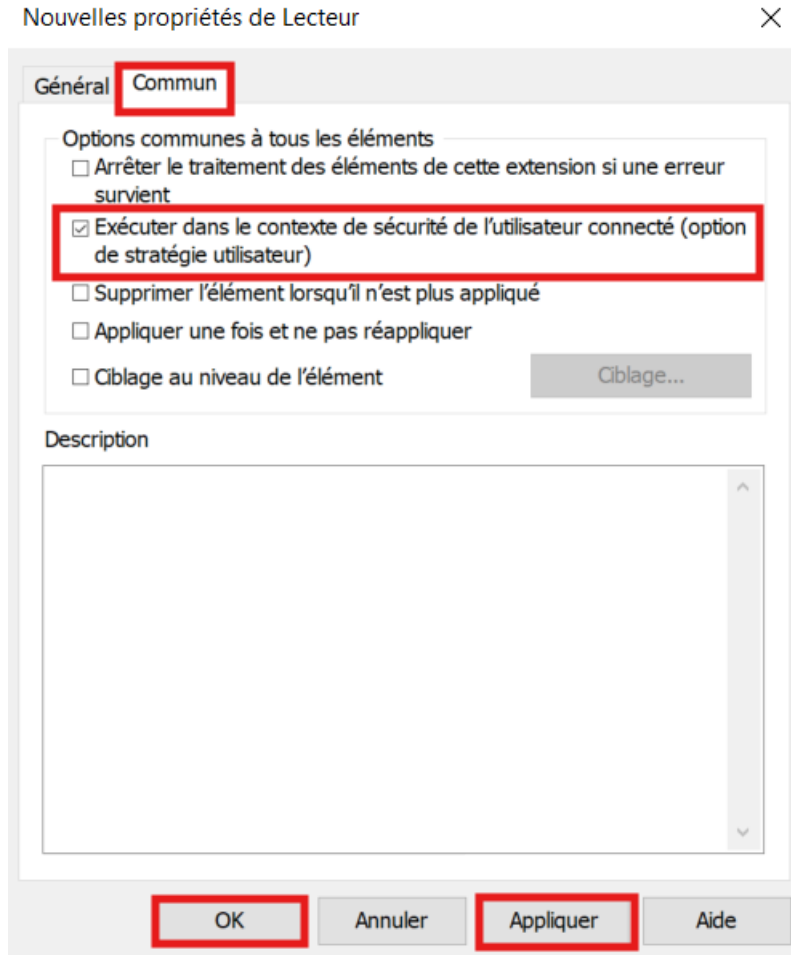 Nouvelles propriétés de Lecteur
Général Commun
Options communes à tous les éléments
Arrêter le traitement des éléments de cette extension si une erreur
survient
Exécuter dans le contexte de sécurité de l’utilisateur connecté (option
de stratégie utilisateur)
Supprimer l’élément lorsqu’il n’est plus appliqué
Appliquer une fois et ne pas réappliquer
Ciblage au niveau de l’élément Ciblage...
Description
OK Annuler Appliquer Aide